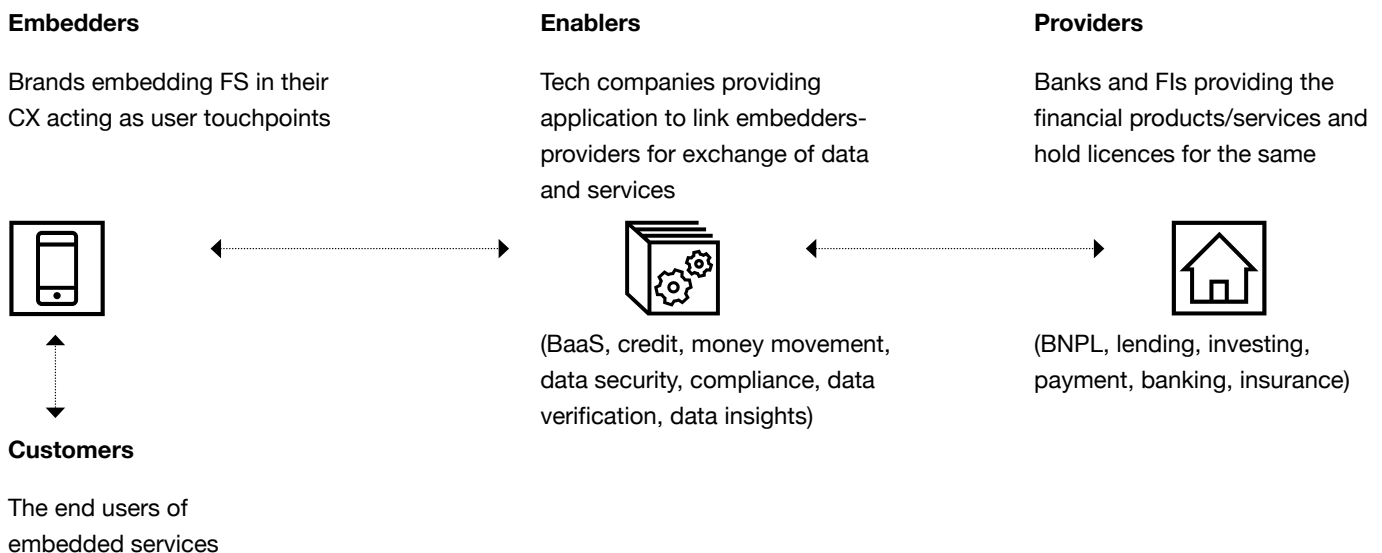 Embedders
Brands embedding FS in their
CX acting as user touchpoints
Enablers
Tech companies providing
application to link embedders-
providers for exchange of data
and services
Providers
Banks and FIs providing the
financial products/services and
hold licences for the same
(BaaS, credit, money movement,
data security, compliance, data
verification, data insights)
(BNPL, lending, investing,
payment, banking, insurance)
Customers
The end users of
embedded services